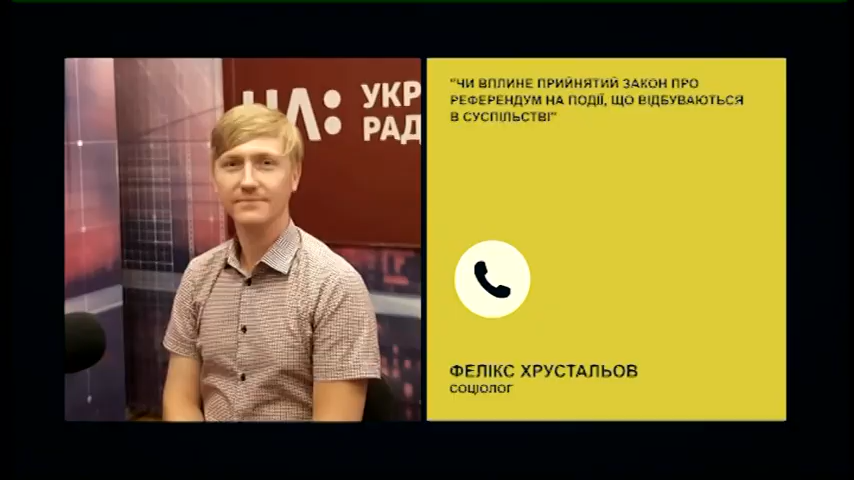 УКР
РАД
"ЧИ ВПЛИНЕ ПРИЙНЯТИЙ ЗАКОН ПРО
РЕФЕРЕНДУМ НА ПОДІЇ, ЩО ВІДБУВАЮТЬСЯ
В СУСПІЛЬСТВІ"
ФЕЛІКС ХРУСТАЛЬОВ
СОЦІОЛОГ